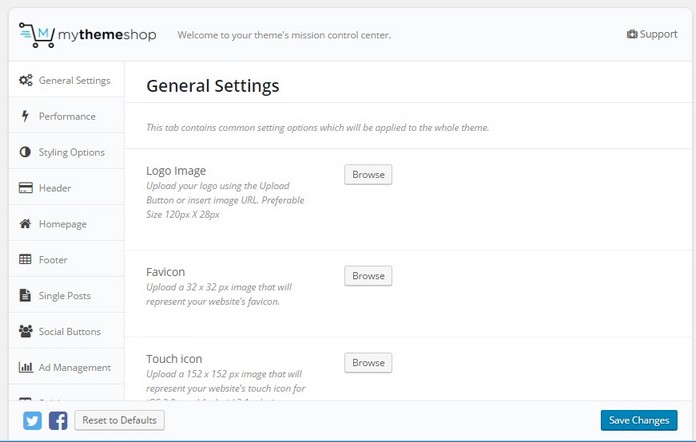 mythemeshop
Welcome to your theme's mission control center.
Support
General Settings
Performance
Styling Options
Header
Homepage
Footer
Single Posts
Social Buttons
Ad Management
General Settings
This tab contains common setting options which will be applied to the whole theme.
Logo Image
Upload your logo using the Upload
Button or insert image URL. Preferable
Size 120px X 28px
Browse
Favicon
Upload a 32 x 32 px image that will
represent your website's favicon.
Browse
Touch icon
Upload a 152 x 152 px image that will
represent your website's touch icon for
Browse
Reset to Defaults
Save Changes